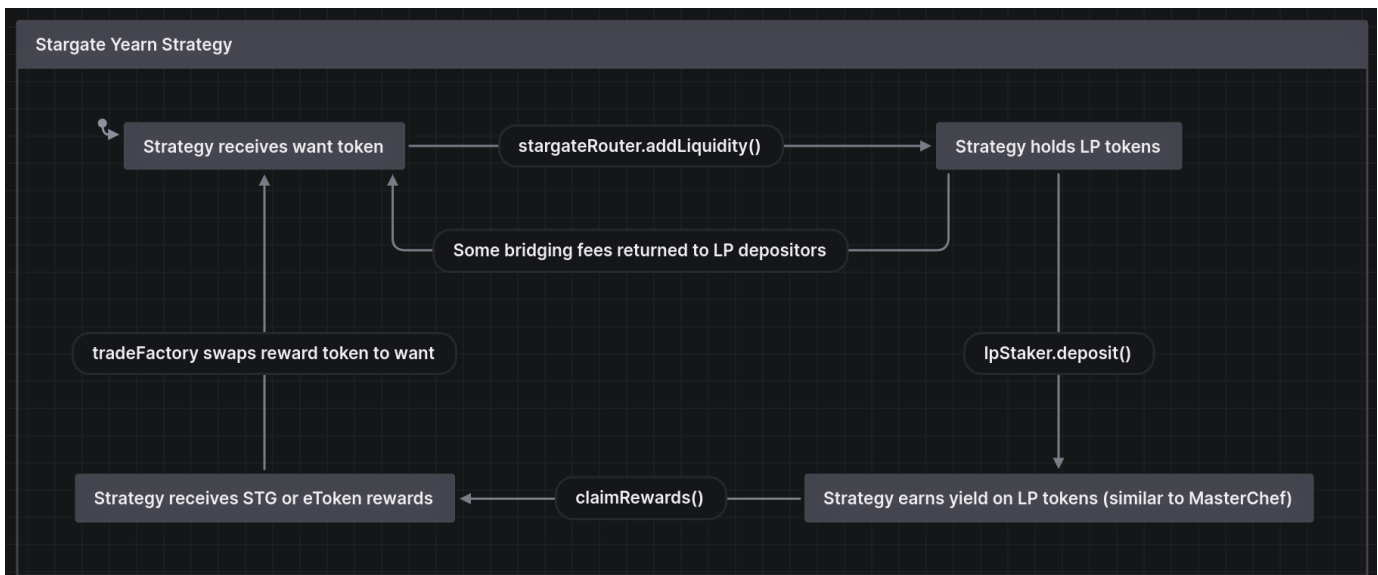 Stargate Yearn Strategy
Strategy receives want token
stargateRouter.addLiquidity()
Strategy holds LP tokens
Some bridging fees returned to LP depositors
tradeFactory swaps reward token to want
lpStaker.deposit()
Strategy receives STG or eToken rewards
claimRewards()
Strategy earns yield on LP tokens (similar to MasterChef)